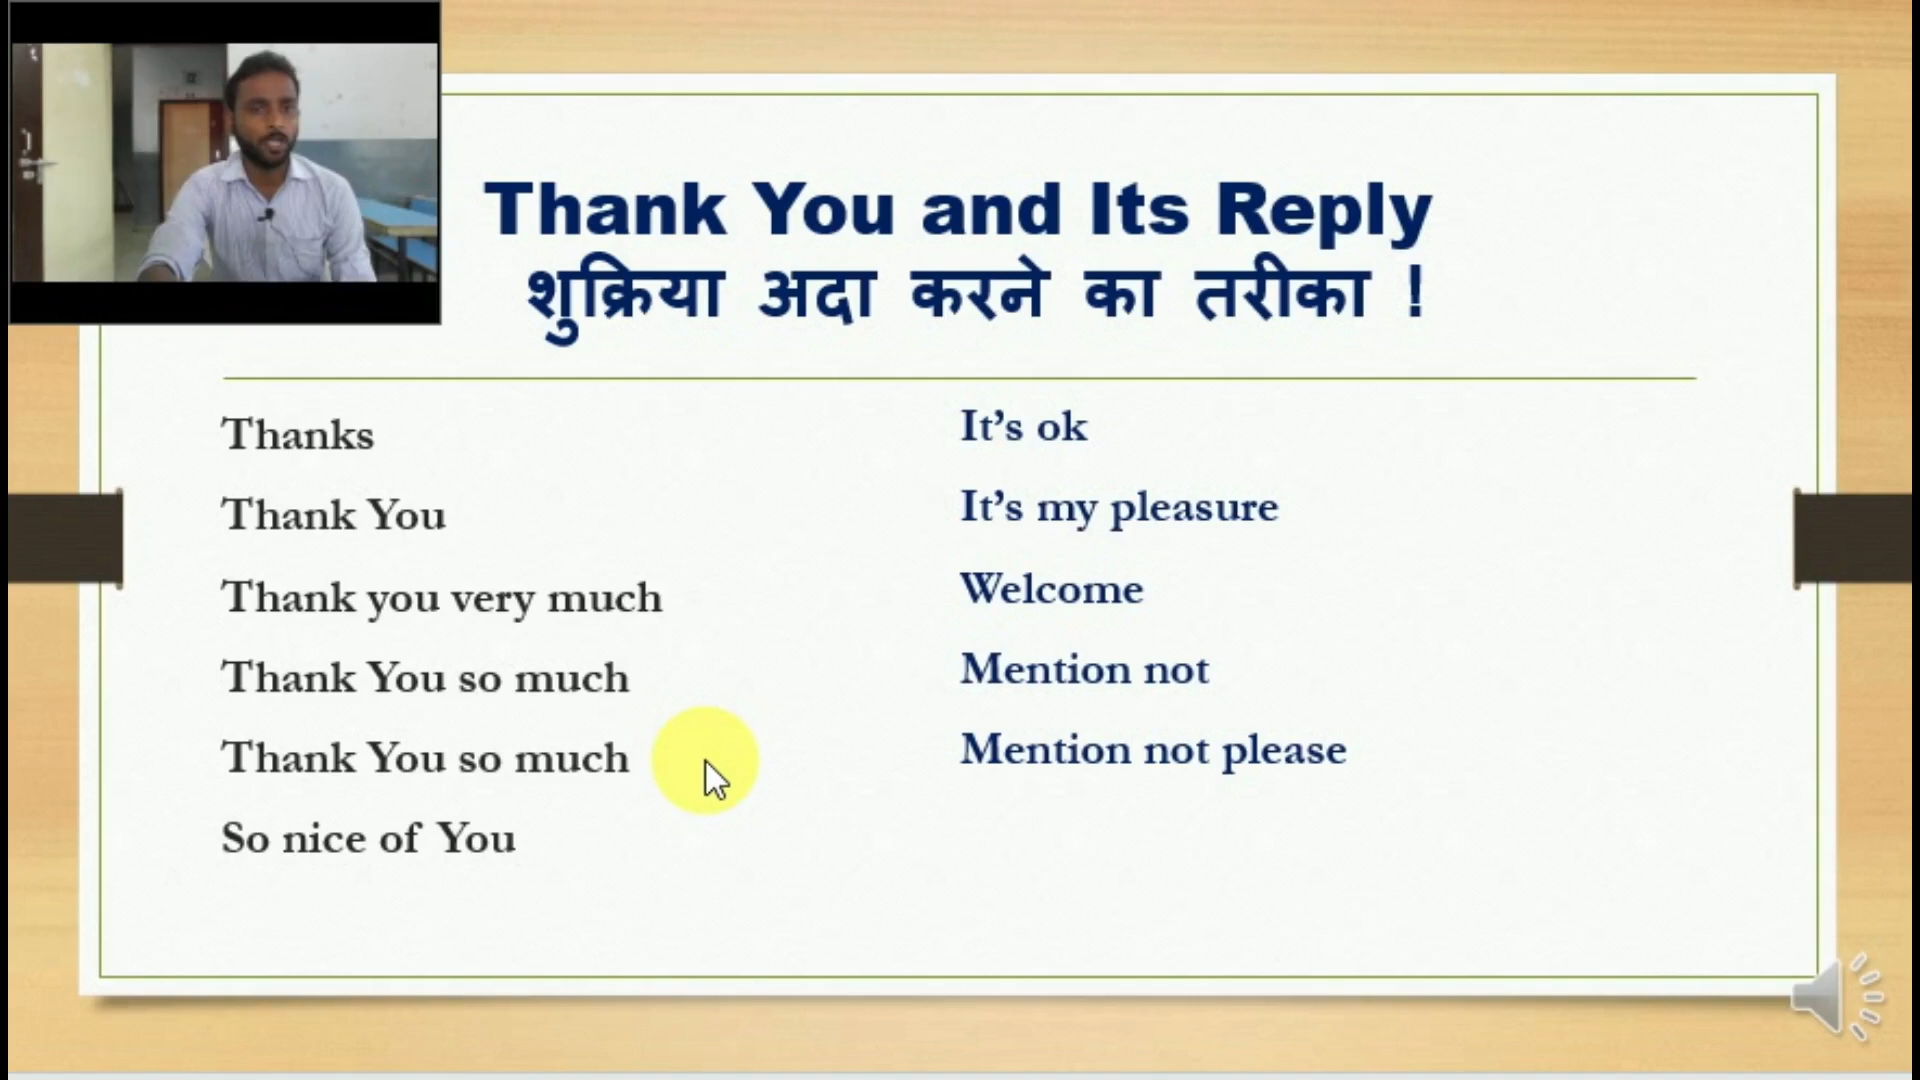 Thank You and Its Reply
शुक्रिया अदा करने का तरीका !
Thanks
Thank You
Thank you very much
Thank You so much
Thank You so much
So nice of You
It’s ok
It’s my pleasure
Welcome
Mention not
Mention not please